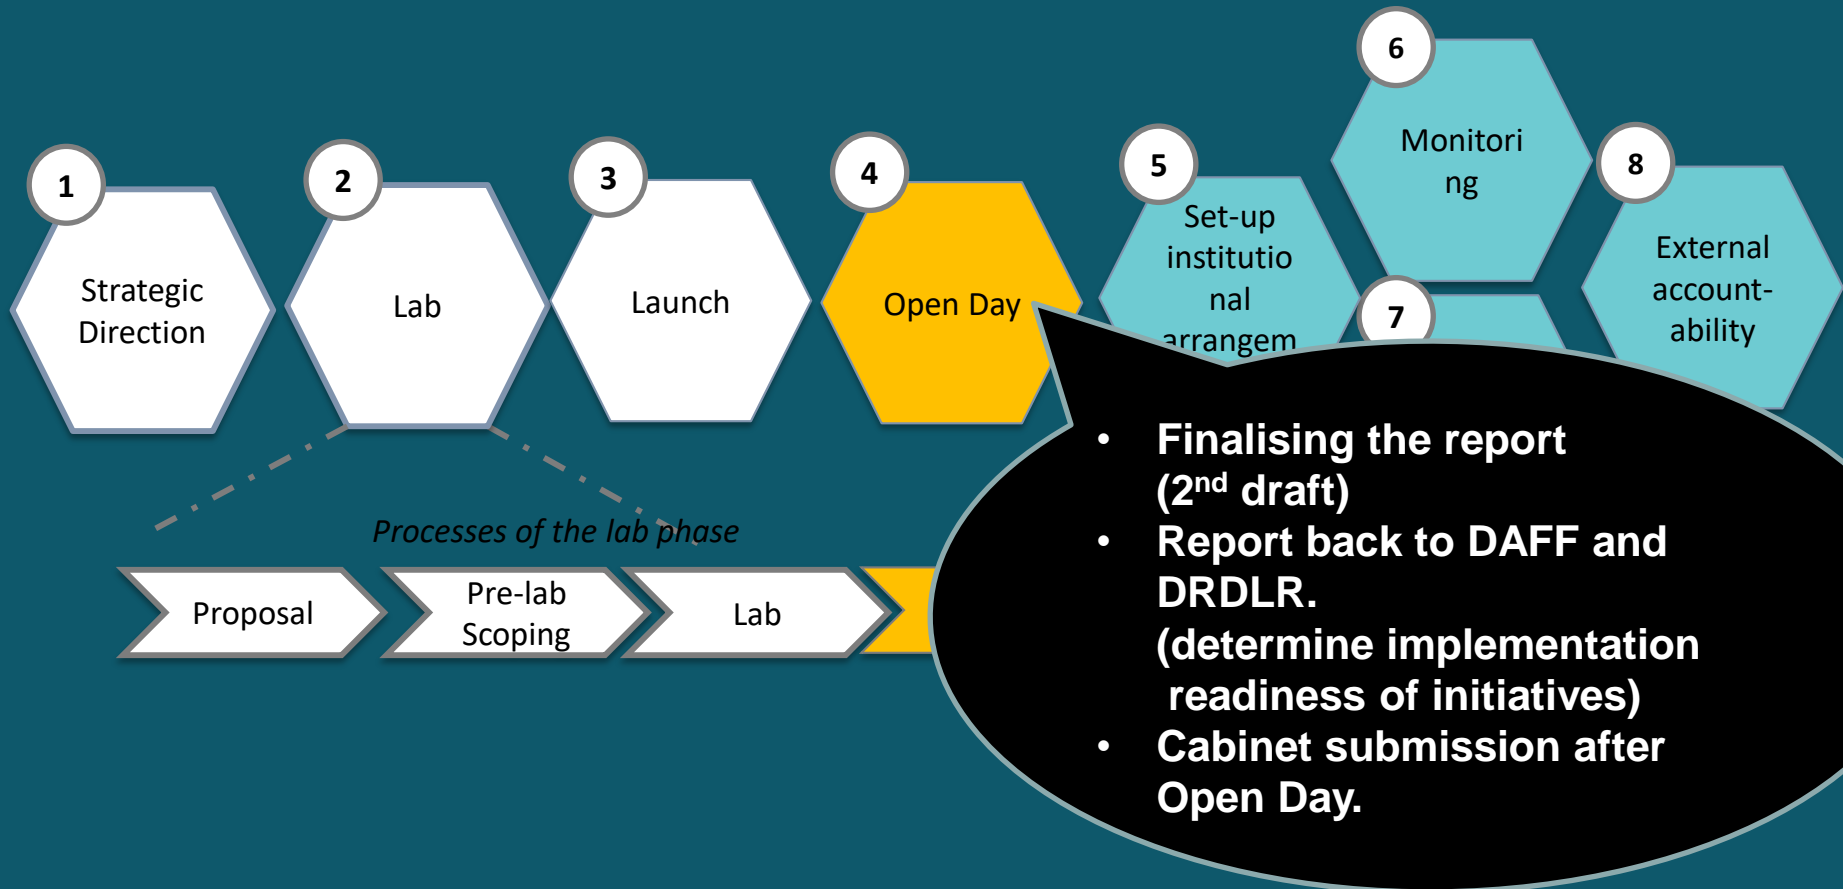 1
Strategic
Direction
2
Lab
3
Launch
4
Open Day
5
Set-up
institutio
nal
arrangem
6
Monitori
ng
7
8
External
account-
ability
Processes of the lab phase
Proposal
Pre-lab
Scoping
Lab
• Finalising the report
(2nd draft)
• Report back to DAFF and
DRDLR.
(determine implementation
readiness of initiatives)
• Cabinet submission after
Open Day.